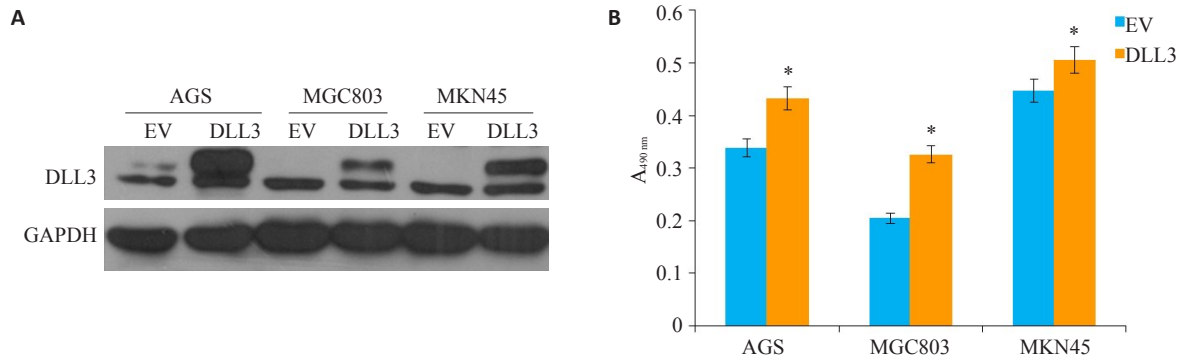 A
AGS MGC803 MKN45
EV DLL3 EV DLL3 EV DLL3
DLL3
GAPDH
B
EV
DLL3
A490 nm
0.6
0.5
0.4
0.3
0.2
0.1
0
* * *
AGS MGC803 MKN45